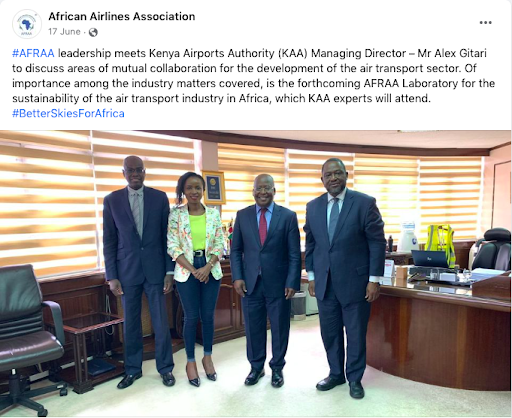 African Airlines Association
17 June ·
#AFRAA leadership meets Kenya Airports Authority (KAA) Managing Director – Mr Alex Gitari
to discuss areas of mutual collaboration for the development of the air transport sector. Of
importance among the industry matters covered, is the forthcoming AFRAA Laboratory for the
sustainability of the air transport industry in Africa, which KAA experts will attend.
#BetterSkiesForAfrica